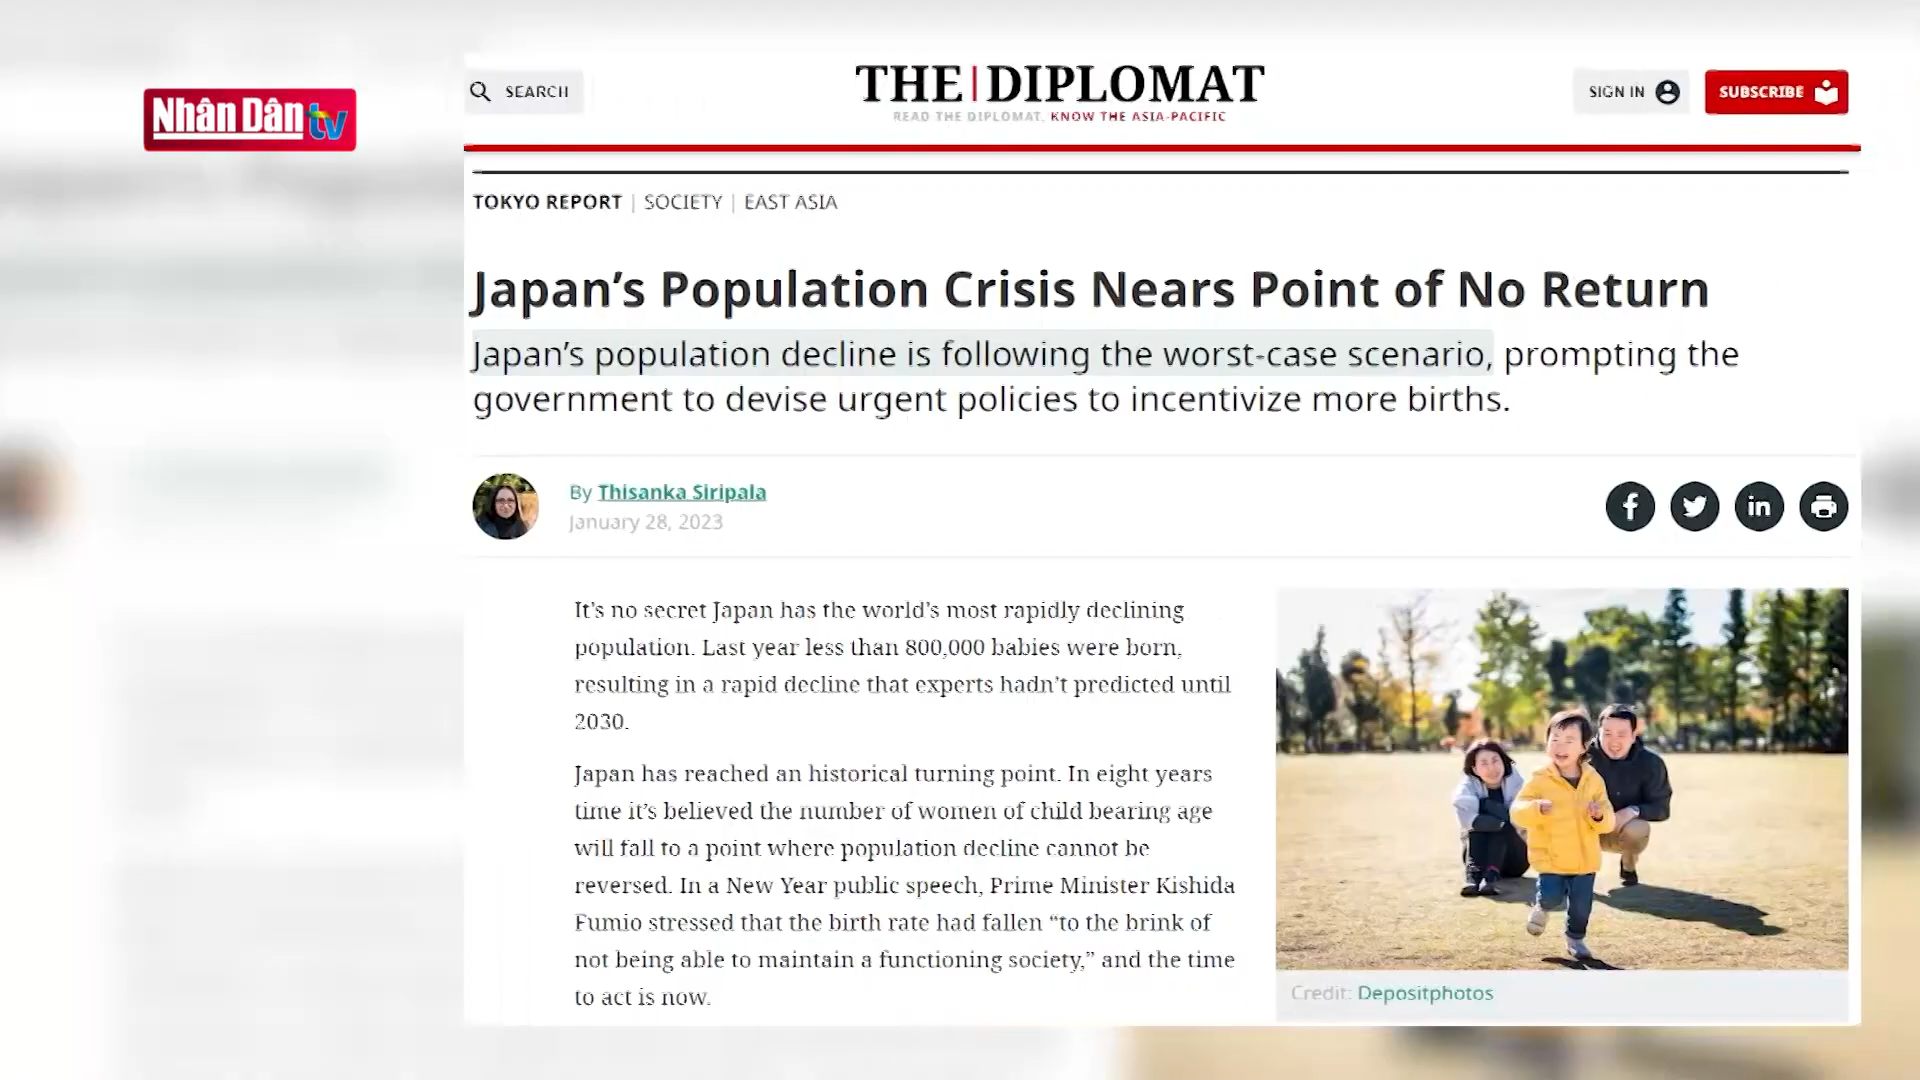 Nhân Dân tv
SEARCH
THE|DIPLOMAT
READ THE DIPLOMAT. KNOW THE ASIA-PACIFIC
SIGN IN
SUBSCRIBE
TOKYO REPORT | SOCIETY | EAST ASIA
Japan’s Population Crisis Nears Point of No Return
Japan’s population decline is following the worst-case scenario, prompting the
government to devise urgent policies to incentivize more births.
By Thisanka Siripala
January 28, 2023
It’s no secret Japan has the world’s most rapidly declining
population. Last year less than 800,000 babies were born,
resulting in a rapid decline that experts hadn’t predicted until
2030.
Japan has reached an historical turning point. In eight years
time it’s believed the number of women of child bearing age
will fall to a point where population decline cannot be
reversed. In a New Year public speech, Prime Minister Kishida
Fumio stressed that the birth rate had fallen “to the brink of
not being able to maintain a functioning society,” and the time
to act is now.
Credit: Depositphotos